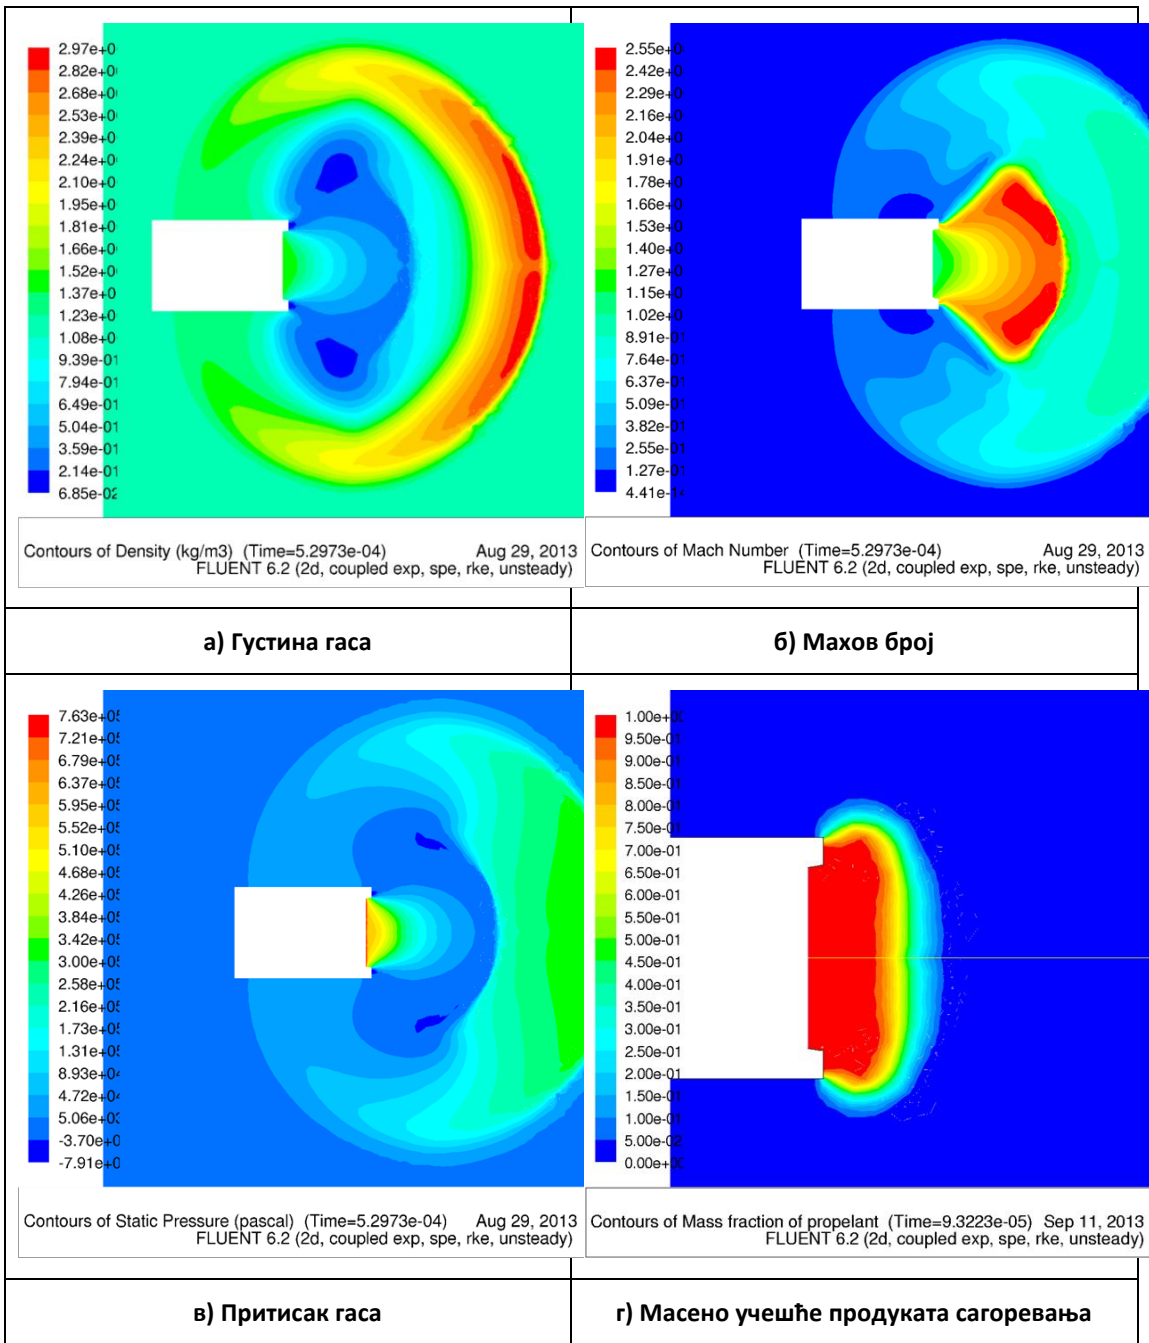 2.97e+0
2.82e+0
2.68e+0
2.53e+0
2.39e+0
2.24e+0
2.10e+0
1.95e+0
1.81e+0
1.66e+0
1.52e+0
1.37e+0
1.23e+0
1.08e+0
9.39e-01
7.94e-01
6.49e-01
5.04e-01
3.59e-01
2.14e-01
6.85e-02
Contours of Density (kg/m3) (Time=5.2973e-04) Aug 29, 2013
FLUENT 6.2 (2d, coupled exp, spe, rke, unsteady)
2.55e+0
2.42e+0
2.29e+0
2.16e+0
2.04e+0
1.91e+0
1.78e+0
1.66e+0
1.53e+0
1.40e+0
1.27e+0
1.15e+0
1.02e+0
8.91e-01
7.64e-01
6.37e-01
5.09e-01
3.82e-01
2.55e-01
1.27e-01
4.41e-14
Contours of Mach Number (Time=5.2973e-04) Aug 29, 2013
FLUENT 6.2 (2d, coupled exp, spe, rke, unsteady)
а) Густина гаса
б) Махов број
7.63e+05
7.21e+05
6.79e+05
6.37e+05
5.95e+05
5.52e+05
5.10e+05
4.68e+05
4.26e+05
3.84e+05
3.42e+05
3.00e+05
2.58e+05
2.16e+05
1.73e+05
1.31e+05
8.93e+04
4.72e+04
5.06e+03
-3.70e+0
-7.91e+0
Contours of Static Pressure (pascal) (Time=5.2973e-04) Aug 29, 2013
FLUENT 6.2 (2d, coupled exp, spe, rke, unsteady)
1.00e+00
9.50e-01
9.00e-01
8.50e-01
8.00e-01
7.50e-01
7.00e-01
6.50e-01
6.00e-01
5.50e-01
5.00e-01
4.50e-01
4.00e-01
3.50e-01
3.00e-01
2.50e-01
2.00e-01
1.50e-01
1.00e-01
5.00e-02
0.00e+00
Contours of Mass fraction of propelant (Time=9.3223e-05) Sep 11, 2013
FLUENT 6.2 (2d, coupled exp, spe, rke, unsteady)
в) Притисак гаса
г) Масено учешће продуката сагоревања